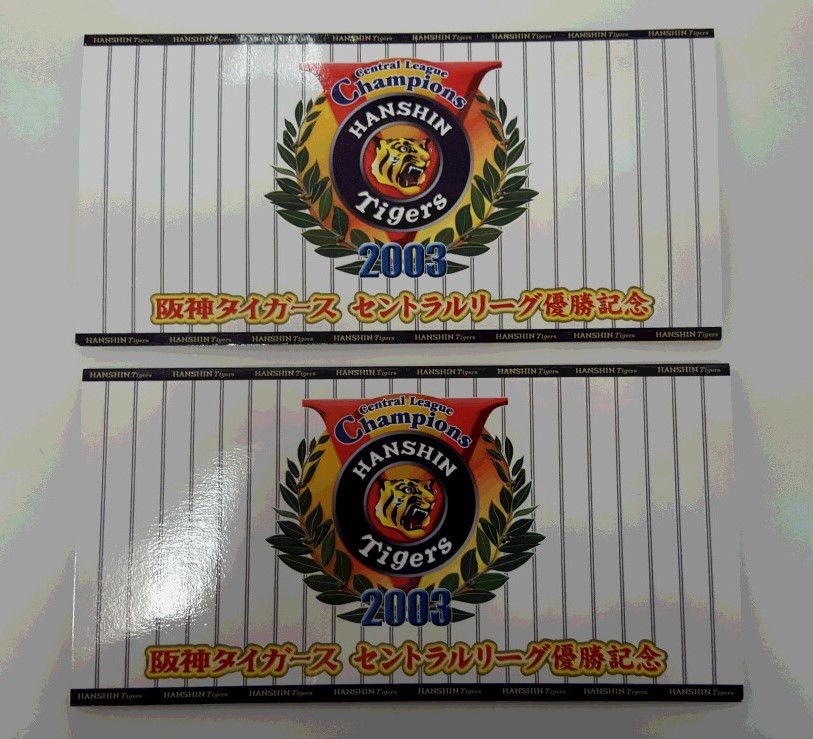 HANSHIN Tigers HANSHIN Tigers HANSHIN Tigers HANSHIN Tigers HANSHIN Tigers HANSHIN Tigers HANSHIN Tigers HANSHIN Tigers
Central League
Champions
HANSHIN
Tigers
2003
阪神タイガース セントラルリーグ優勝記念
HANSHIN Tigers HANSHIN Tigers HANSHIN Tigers HANSHIN Tigers HANSHIN Tigers HANSHIN Tigers HANSHIN Tigers HANSHIN Tigers
HANSHIN Tigers HANSHIN Tigers HANSHIN Tigers HANSHIN Tigers HANSHIN Tigers HANSHIN Tigers HANSHIN Tigers HANSHIN Tigers
Central League
Champions
HANSHIN
Tigers
2003
阪神タイガース セントラルリーグ優勝記念
HANSHIN Tigers HANSHIN Tigers HANSHIN Tigers HANSHIN Tigers HANSHIN Tigers HANSHIN Tigers HANSHIN Tigers HANSHIN Tigers